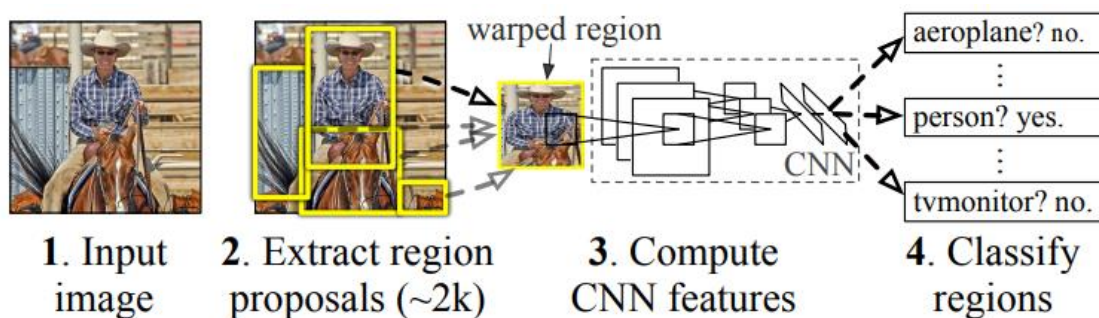 warped region
aeroplane? no.
⋮
person? yes.
CNN
⋮
tvmonitor? no.
1. Input
image
2. Extract region
proposals (~2k)
3. Compute
CNN features
4. Classify
regions